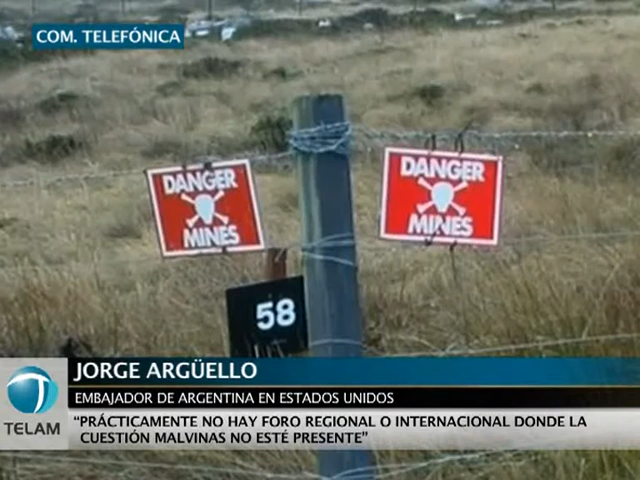 COM. TELEFÓNICA
DANGER
MINES
DANGER
MINES
58
JORGE ARGÜELLO
EMBAJADOR DE ARGENTINA EN ESTADOS UNIDOS
TELAM
“PRÁCTICAMENTE NO HAY FORO REGIONAL O INTERNACIONAL DONDE LA
CUESTIÓN MALVINAS NO ESTÉ PRESENTE”